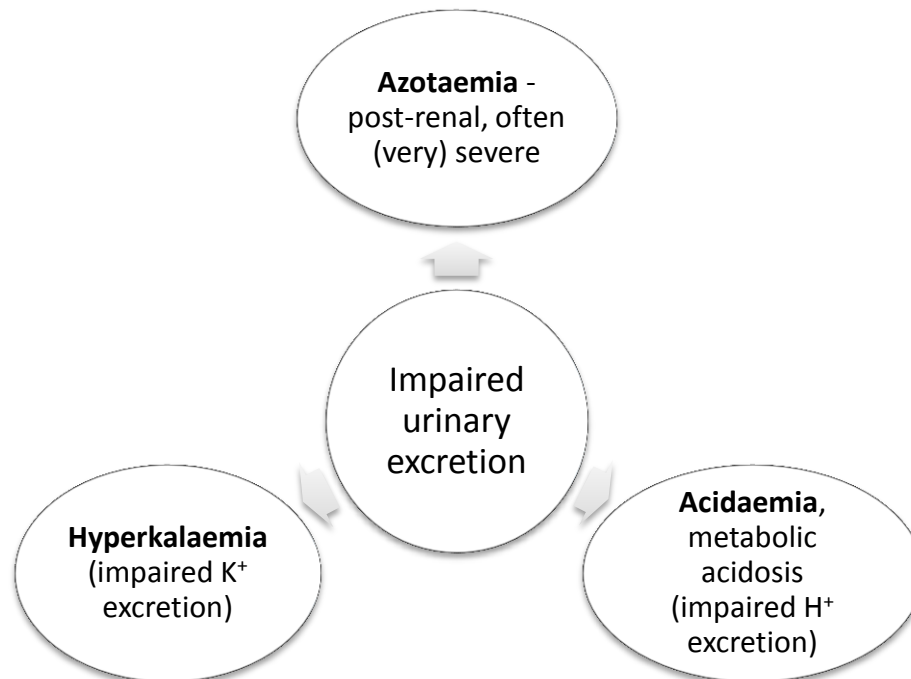 Azotaemia -
post-renal, often
(very) severe
Impaired
urinary
excretion
Hyperkalaemia
(impaired K⁺
excretion)
Acidaemia,
metabolic
acidosis
(impaired H⁺
excretion)